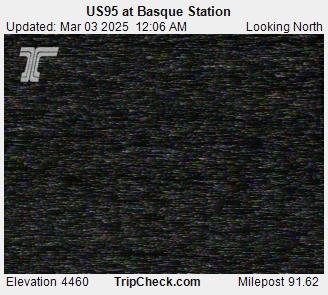 US95 at Basque Station
Updated: Mar 03 2025 12:06 AM Looking North
Elevation 4460 TripCheck.com Milepost 91.62